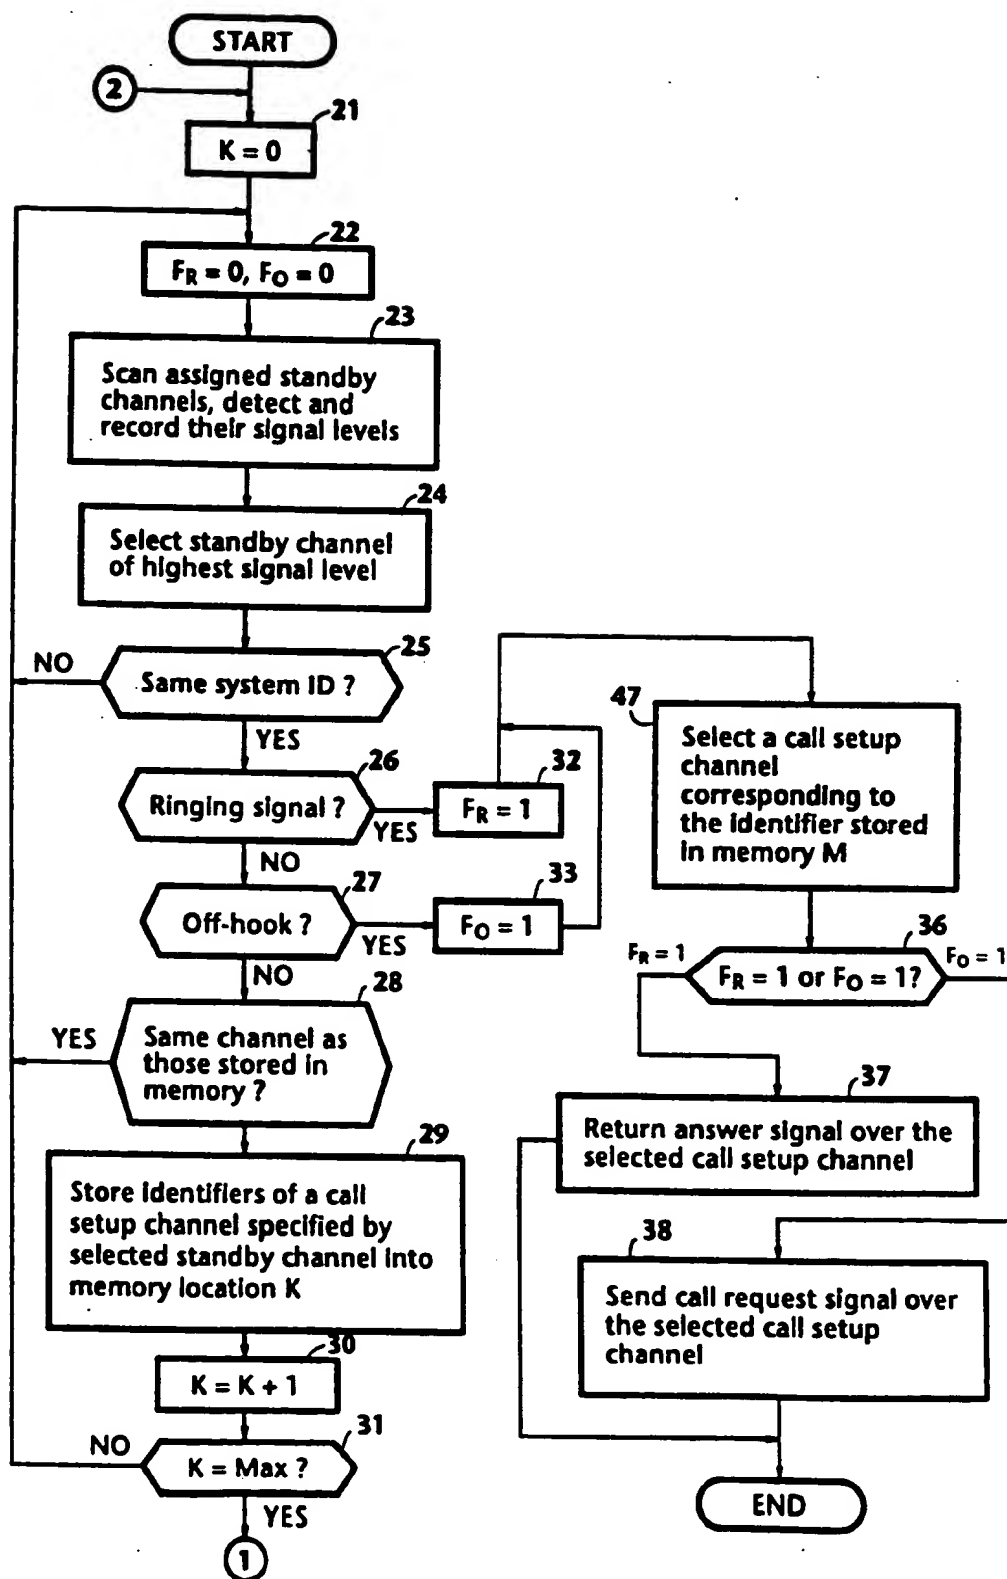 START
2
21
K = 0
22
FR = 0, FO = 0
23
Scan assigned standby
channels, detect and
record their signal levels
24
Select standby channel
of highest signal level
25
NO
Same system ID ?
YES
26
Ringing signal ?
YES
32
FR = 1
NO
27
Off-hook ?
YES
33
FO = 1
NO
28
YES
Same channel as
those stored in
memory ?
29
Store identifiers of a call
setup channel specified by
selected standby channel into
memory location K
30
K = K + 1
31
NO
K = Max ?
YES
1
47
Select a call setup
channel
corresponding to
the identifier stored
in memory M
36
FR = 1
FR = 1 or FO = 1?
FO = 1
37
Return answer signal over the
selected call setup channel
38
Send call request signal over
the selected call setup
channel
END